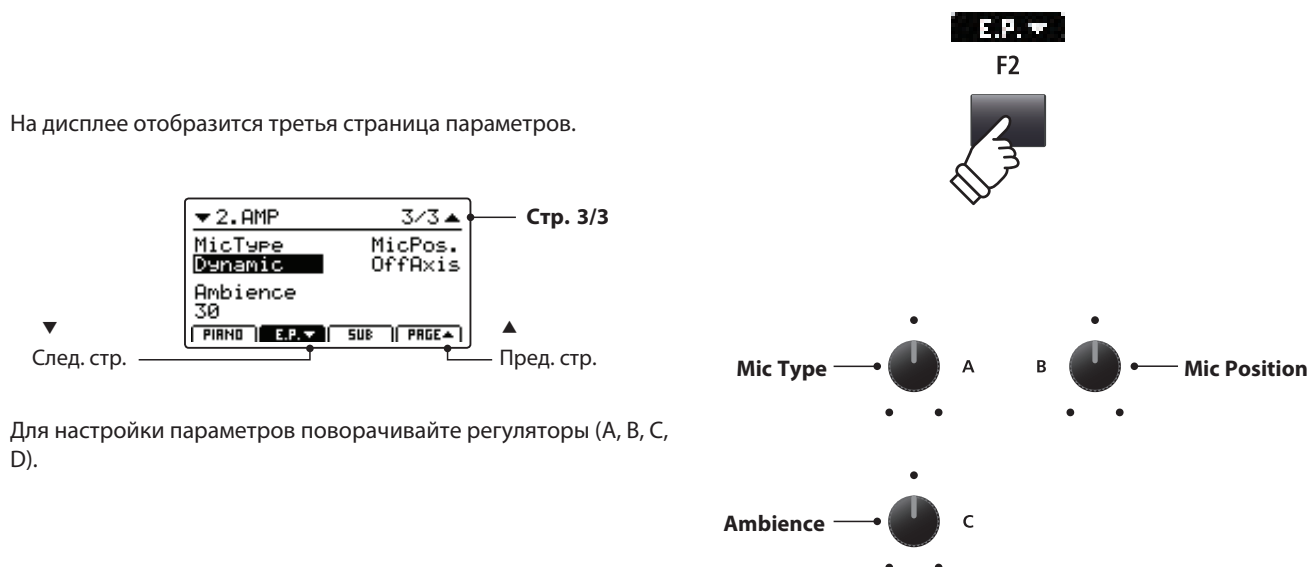 E.P. ▼
F2
На дисплее отобразится третья страница параметров.
▼ 2.AMP 3/3 ▲
Стр. 3/3
MicType MicPos.
Dynamic OffAxis
Ambience
30
PIANO E.P. ▼ SUB PAGE ▲
▼
След. стр.
▲
Пред. стр.
Для настройки параметров поворачивайте регуляторы (A, B, C,
D).
Mic Type A
B Mic Position
Ambience C